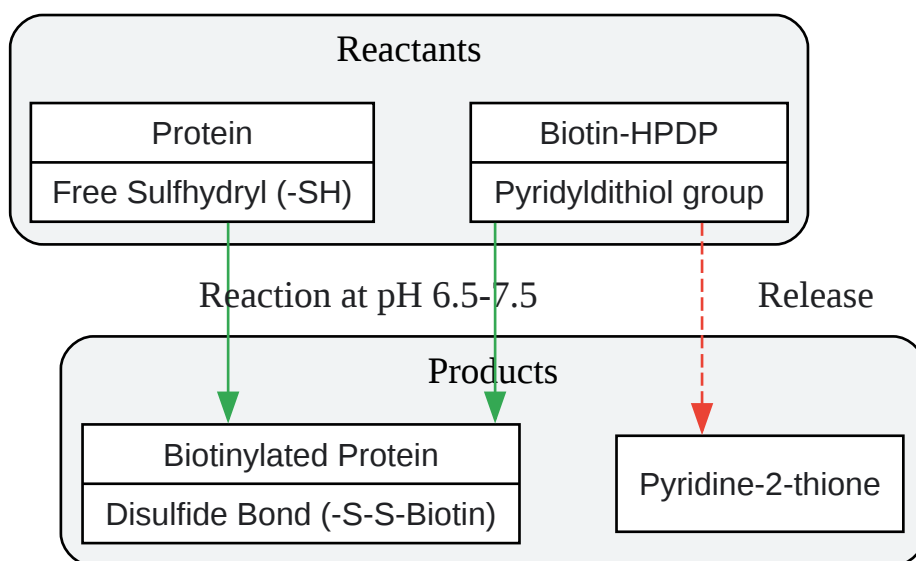 Reactants
Protein
Biotin-HPDP
Free Sulfhydryl (-SH)
Pyridyldithiol group
Reaction at pH 6.5-7.5
Release
Products
Biotinylated Protein
Disulfide Bond (-S-S-Biotin)
Pyridine-2-thione